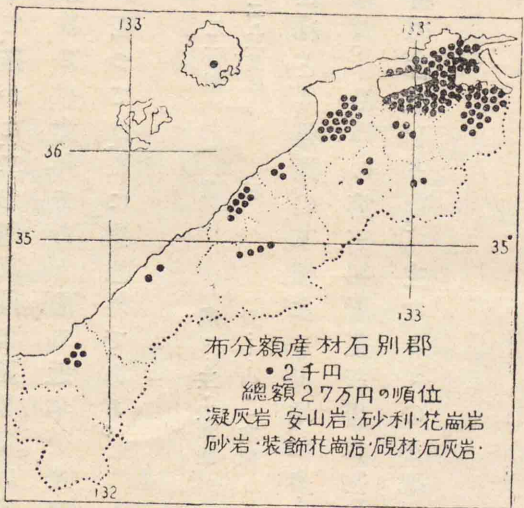 133°
133°
36
35
35°
133
132
布分額産材石別郡
•2千円
總額27万円の順位
凝灰岩 安山岩·砂利·花崗岩
砂岩·装飾花崗岩·硯材·石灰岩·